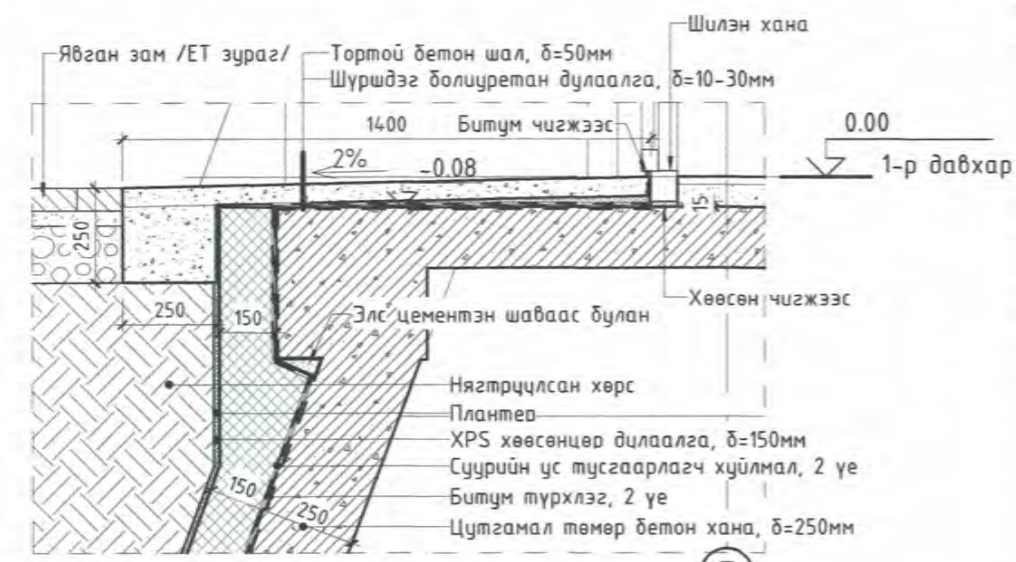 Шилэн хана
Явган зам /ЕТ зураг/
Тортой бетон шал, δ=50мм
Шүршдэг болиуретан дулаалга, δ=10-30мм
1400
Битум чигжээс
0.00
2%
-0.08
1-р давхар
15
250
Хөөсөн чигжээс
250
150
Элс цементэн шаваас булан
Нягтруулсан хөрс
Плантер
XPS хөөсөнцөр дулаалга, δ=150мм
Суурийн ус тусгаарлагч хуйлмал, 2 үе
150
Битум түрхлэг, 2 үе
250
Цутгамал төмөр бетон хана, δ=250мм